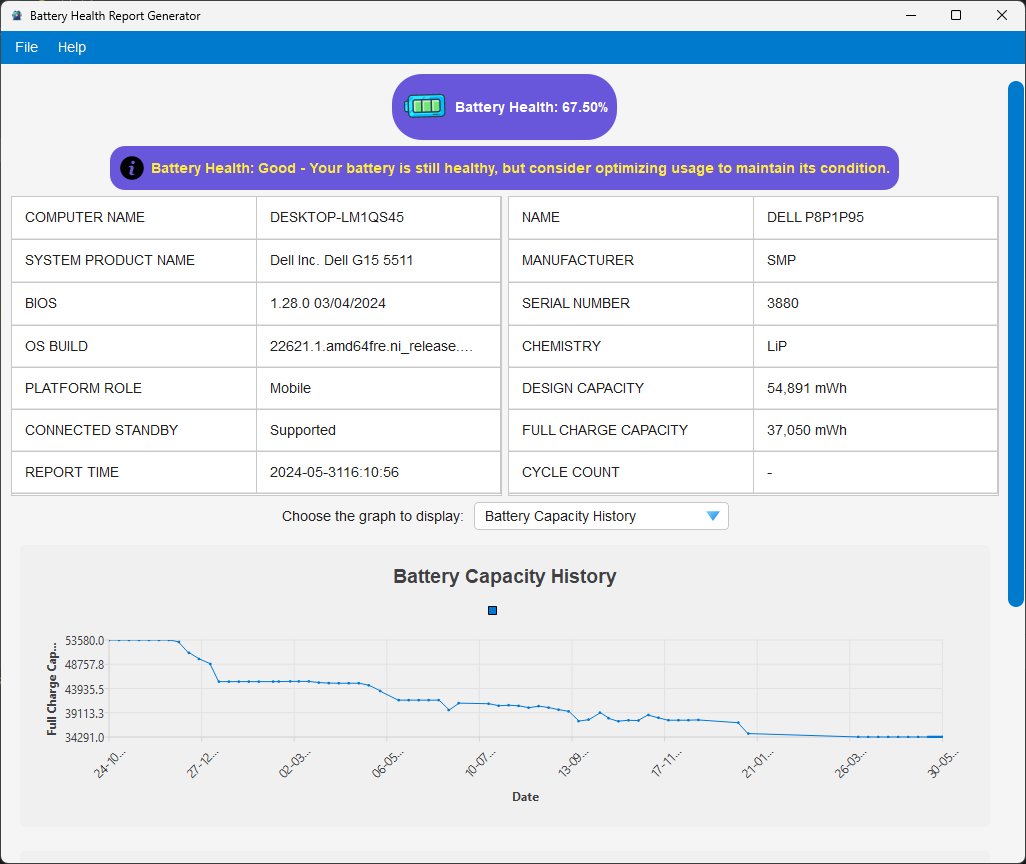 Battery Health Report Generator
File Help
Battery Health: 67.50%
Battery Health: Good - Your battery is still healthy, but consider optimizing usage to maintain its condition.
COMPUTER NAME DESKTOP-LM1QS45
SYSTEM PRODUCT NAME Dell Inc. Dell G15 5511
BIOS 1.28.0 03/04/2024
OS BUILD 22621.1.amd64fre.ni_release....
PLATFORM ROLE Mobile
CONNECTED STANDBY Supported
REPORT TIME 2024-05-3116:10:56
NAME DELL P8P1P95
MANUFACTURER SMP
SERIAL NUMBER 3880
CHEMISTRY LiP
DESIGN CAPACITY 54,891 mWh
FULL CHARGE CAPACITY 37,050 mWh
CYCLE COUNT -
Choose the graph to display: Battery Capacity History
Battery Capacity History
Full Charge Cap...
53580.0
48757.8
43935.5
39113.3
34291.0
24-10... 27-12... 02-03... 06-05... 10-07... 13-09... 17-11... 21-01... 26-03... 30-05...
Date